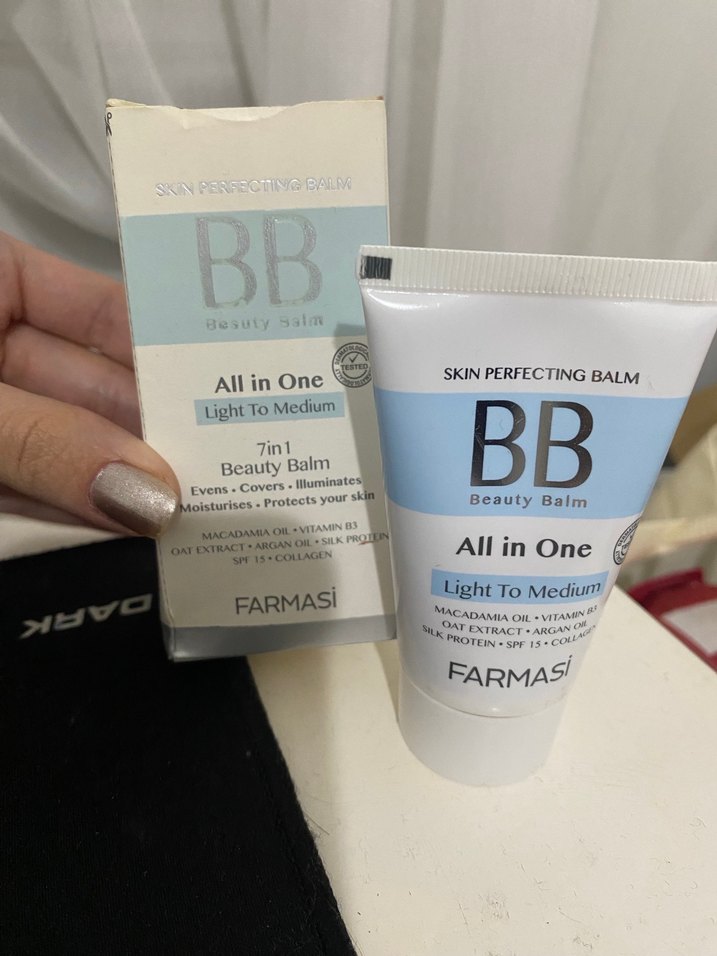 SKIN PERFECTING BALM
BB
Beauty Balm
DERMATOLOGICALLY
TESTED
All in One
Light To Medium
7in1
Beauty Balm
Evens • Covers • Illuminates
Moisturises • Protects your skin
MACADAMIA OIL • VITAMIN B3
OAT EXTRACT • ARGAN OIL • SILK PROTEIN
SPF 15 • COLLAGEN
FARMASİ
SKIN PERFECTING BALM
BB
Beauty Balm
All in One
Light To Medium
MACADAMIA OIL • VITAMIN B3
OAT EXTRACT • ARGAN OIL
SILK PROTEIN • SPF 15 • COLLAGEN
FARMASİ
DARK